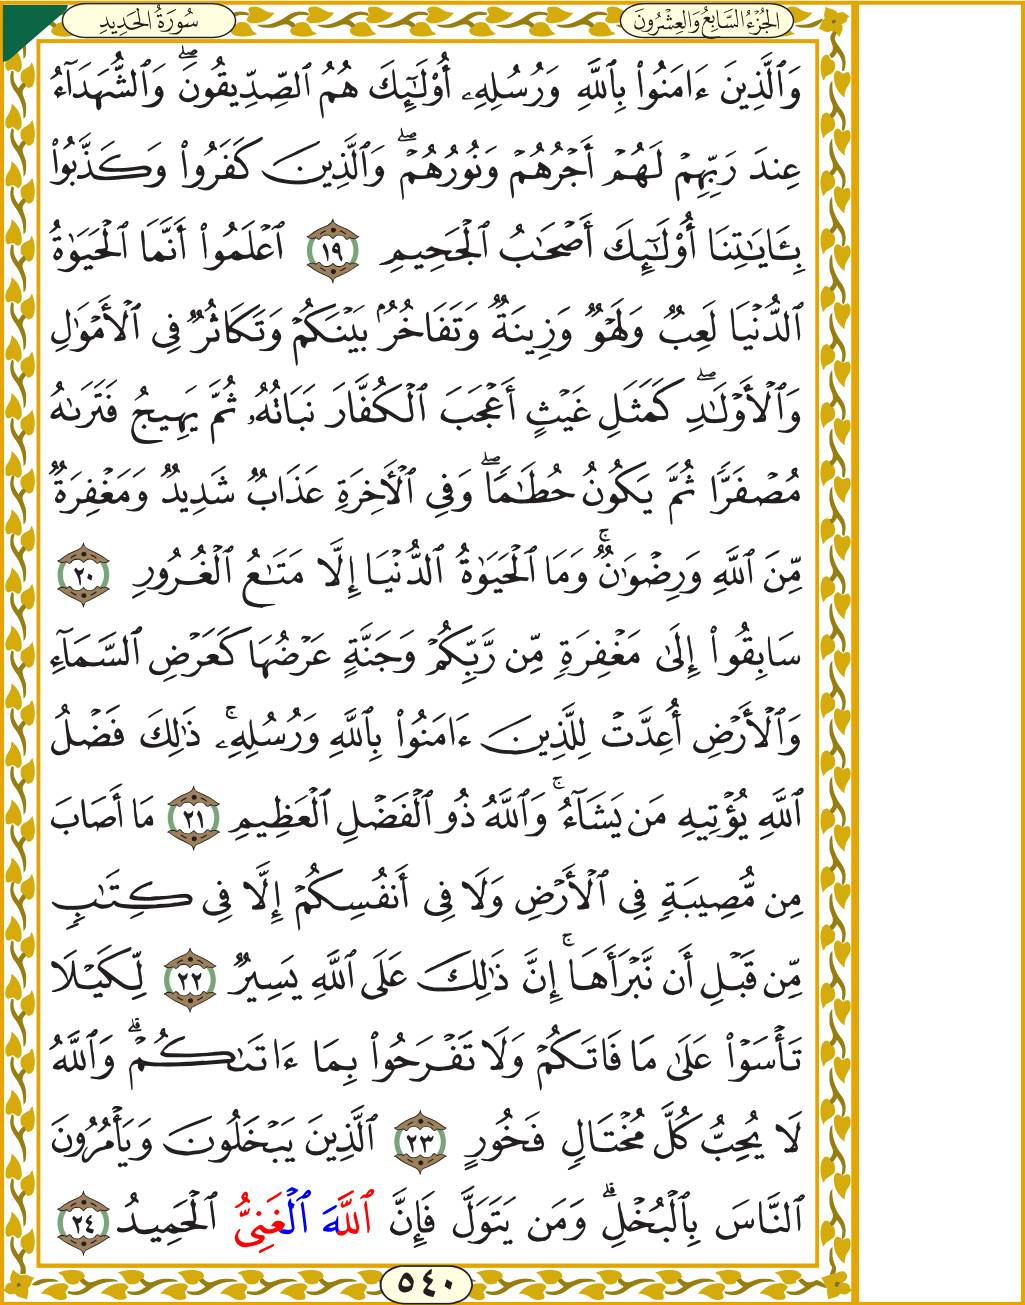 الجُزْءُ السَّابِعُ وَالعِشْرُونَ
سُورَةُ الحَدِيدِ
وَٱلَّذِينَ ءَامَنُوا۟ بِٱللَّهِ وَرُسُلِهِۦ أُو۟لَٰٓئِكَ هُمُ ٱلصِّدِّيقُونَۖ وَٱلشُّهَدَآءُ
عِندَ رَبِّهِمْ لَهُمْ أَجْرُهُمْ وَنُورُهُمْۖ وَٱلَّذِينَ كَفَرُوا۟ وَكَذَّبُوا۟
بِـَٔايَٰتِنَا أُو۟لَٰٓئِكَ أَصْحَٰبُ ٱلْجَحِيمِ ١٩ ٱعْلَمُوا۟ أَنَّمَا ٱلْحَيَوٰةُ
ٱلدُّنْيَا لَعِبٌ وَلَهْوٌ وَزِينَةٌ وَتَفَاخُرٌۢ بَيْنَكُمْ وَتَكَاثُرٌ فِى ٱلْأَمْوَٰلِ
وَٱلْأَوْلَٰدِۖ كَمَثَلِ غَيْثٍ أَعْجَبَ ٱلْكُفَّارَ نَبَاتُهُۥ ثُمَّ يَهِيجُ فَتَرَىٰهُ
مُصْفَرًّا ثُمَّ يَكُونُ حُطَٰمًاۖ وَفِى ٱلْأَخِرَةِ عَذَابٌ شَدِيدٌ وَمَغْفِرَةٌ
مِّنَ ٱللَّهِ وَرِضْوَٰنٌۚ وَمَا ٱلْحَيَوٰةُ ٱلدُّنْيَا إِلَّا مَتَٰعُ ٱلْغُرُورِ ٢٠
سَابِقُوا۟ إِلَىٰ مَغْفِرَةٍ مِّن رَّبِّكُمْ وَجَنَّةٍ عَرْضُهَا كَعَرْضِ ٱلسَّمَآءِ
وَٱلْأَرْضِ أُعِدَّتْ لِلَّذِينَ ءَامَنُوا۟ بِٱللَّهِ وَرُسُلِهِۦۚ ذَٰلِكَ فَضْلُ
ٱللَّهِ يُؤْتِيهِ مَن يَشَآءُۚ وَٱللَّهُ ذُو ٱلْفَضْلِ ٱلْعَظِيمِ ٢١ مَا أَصَابَ
مِن مُّصِيبَةٍ فِى ٱلْأَرْضِ وَلَا فِى أَنفُسِكُمْ إِلَّا فِى كِتَٰبٍ
مِّن قَبْلِ أَن نَّبْرَأَهَاۚ إِنَّ ذَٰلِكَ عَلَى ٱللَّهِ يَسِيرٌ ٢٢ لِّكَيْلَا
تَأْسَوْا۟ عَلَىٰ مَا فَاتَكُمْ وَلَا تَفْرَحُوا۟ بِمَا ءَاتَىٰكُمْۗ وَٱللَّهُ
لَا يُحِبُّ كُلَّ مُخْتَالٍ فَخُورٍ ٢٣ ٱلَّذِينَ يَبْخَلُونَ وَيَأْمُرُونَ
ٱلنَّاسَ بِٱلْبُخْلِۗ وَمَن يَتَوَلَّ فَإِنَّ ٱللَّهَ ٱلْغَنِىُّ ٱلْحَمِيدُ ٢٤
٥٤٠